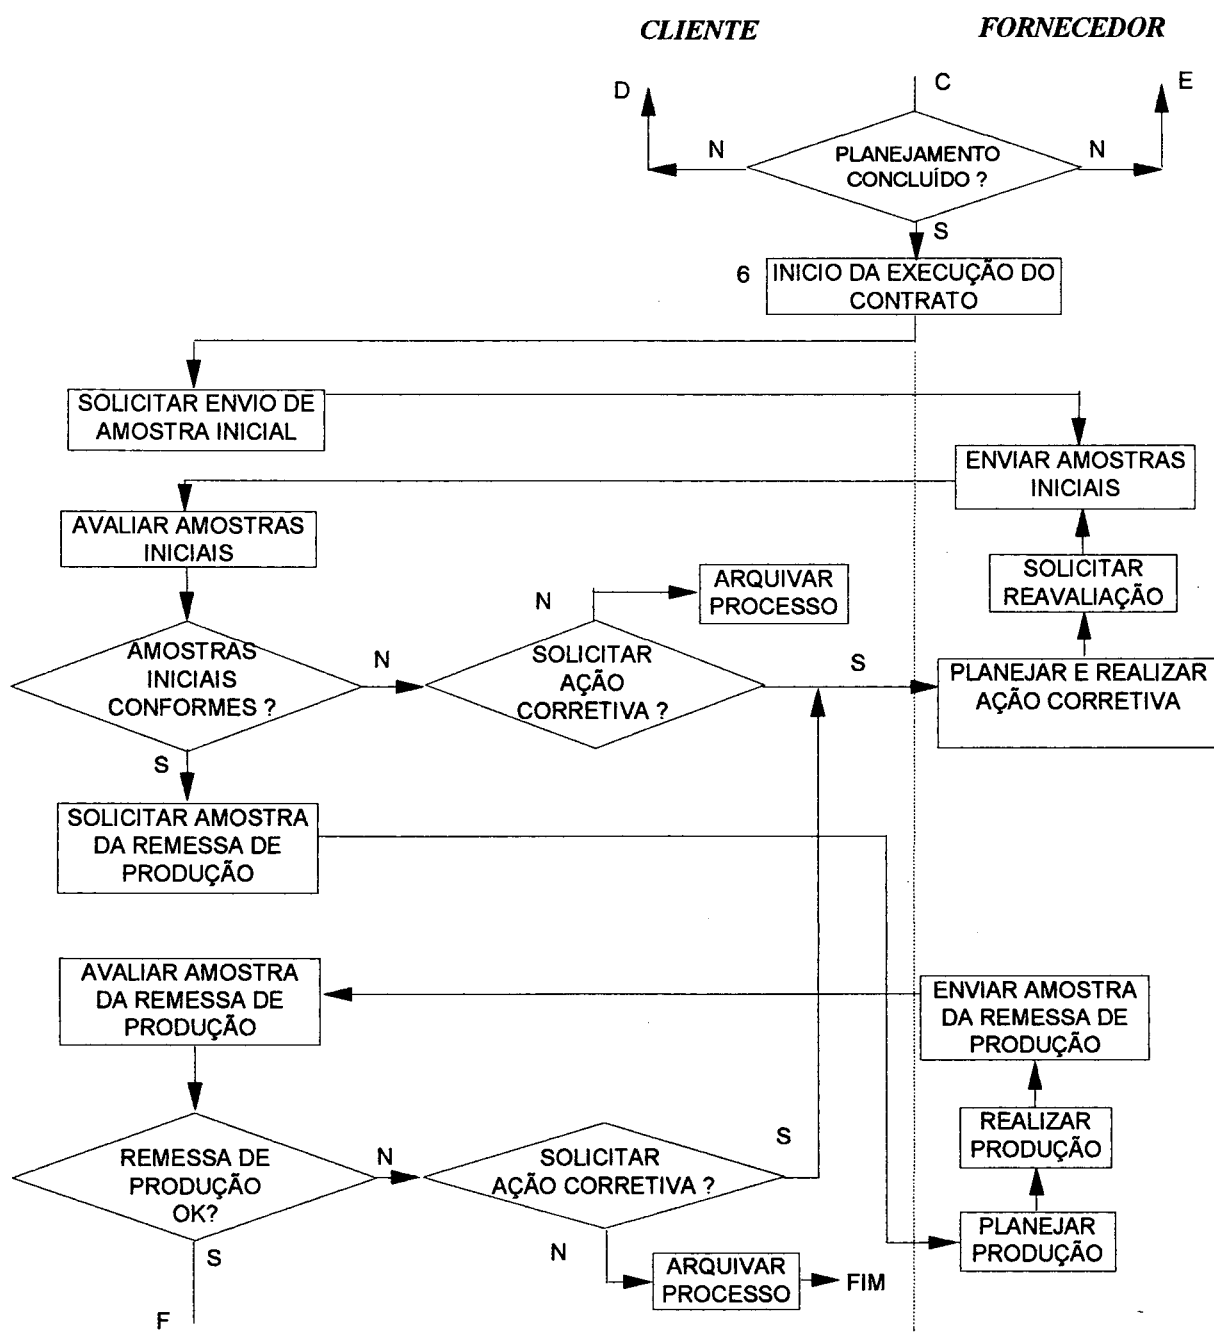 CLIENTE
FORNECEDOR
D
C
E
N
PLANEJAMENTO
CONCLUÍDO ?
N
S
6
INICIO DA EXECUÇÃO DO
CONTRATO
SOLICITAR ENVIO DE
AMOSTRA INICIAL
ENVIAR AMOSTRAS
INICIAIS
AVALIAR AMOSTRAS
INICIAIS
SOLICITAR
REAVALIAÇÃO
ARQUIVAR
PROCESSO
N
AMOSTRAS
INICIAIS
CONFORMES ?
N
SOLICITAR
AÇÃO
CORRETIVA ?
S
PLANEJAR E REALIZAR
AÇÃO CORRETIVA
S
SOLICITAR AMOSTRA
DA REMESSA DE
PRODUÇÃO
AVALIAR AMOSTRA
DA REMESSA DE
PRODUÇÃO
ENVIAR AMOSTRA
DA REMESSA DE
PRODUÇÃO
REALIZAR
PRODUÇÃO
REMESSA DE
PRODUÇÃO
OK?
N
SOLICITAR
AÇÃO CORRETIVA ?
S
PLANEJAR
PRODUÇÃO
S
N
ARQUIVAR
PROCESSO
FIM
F